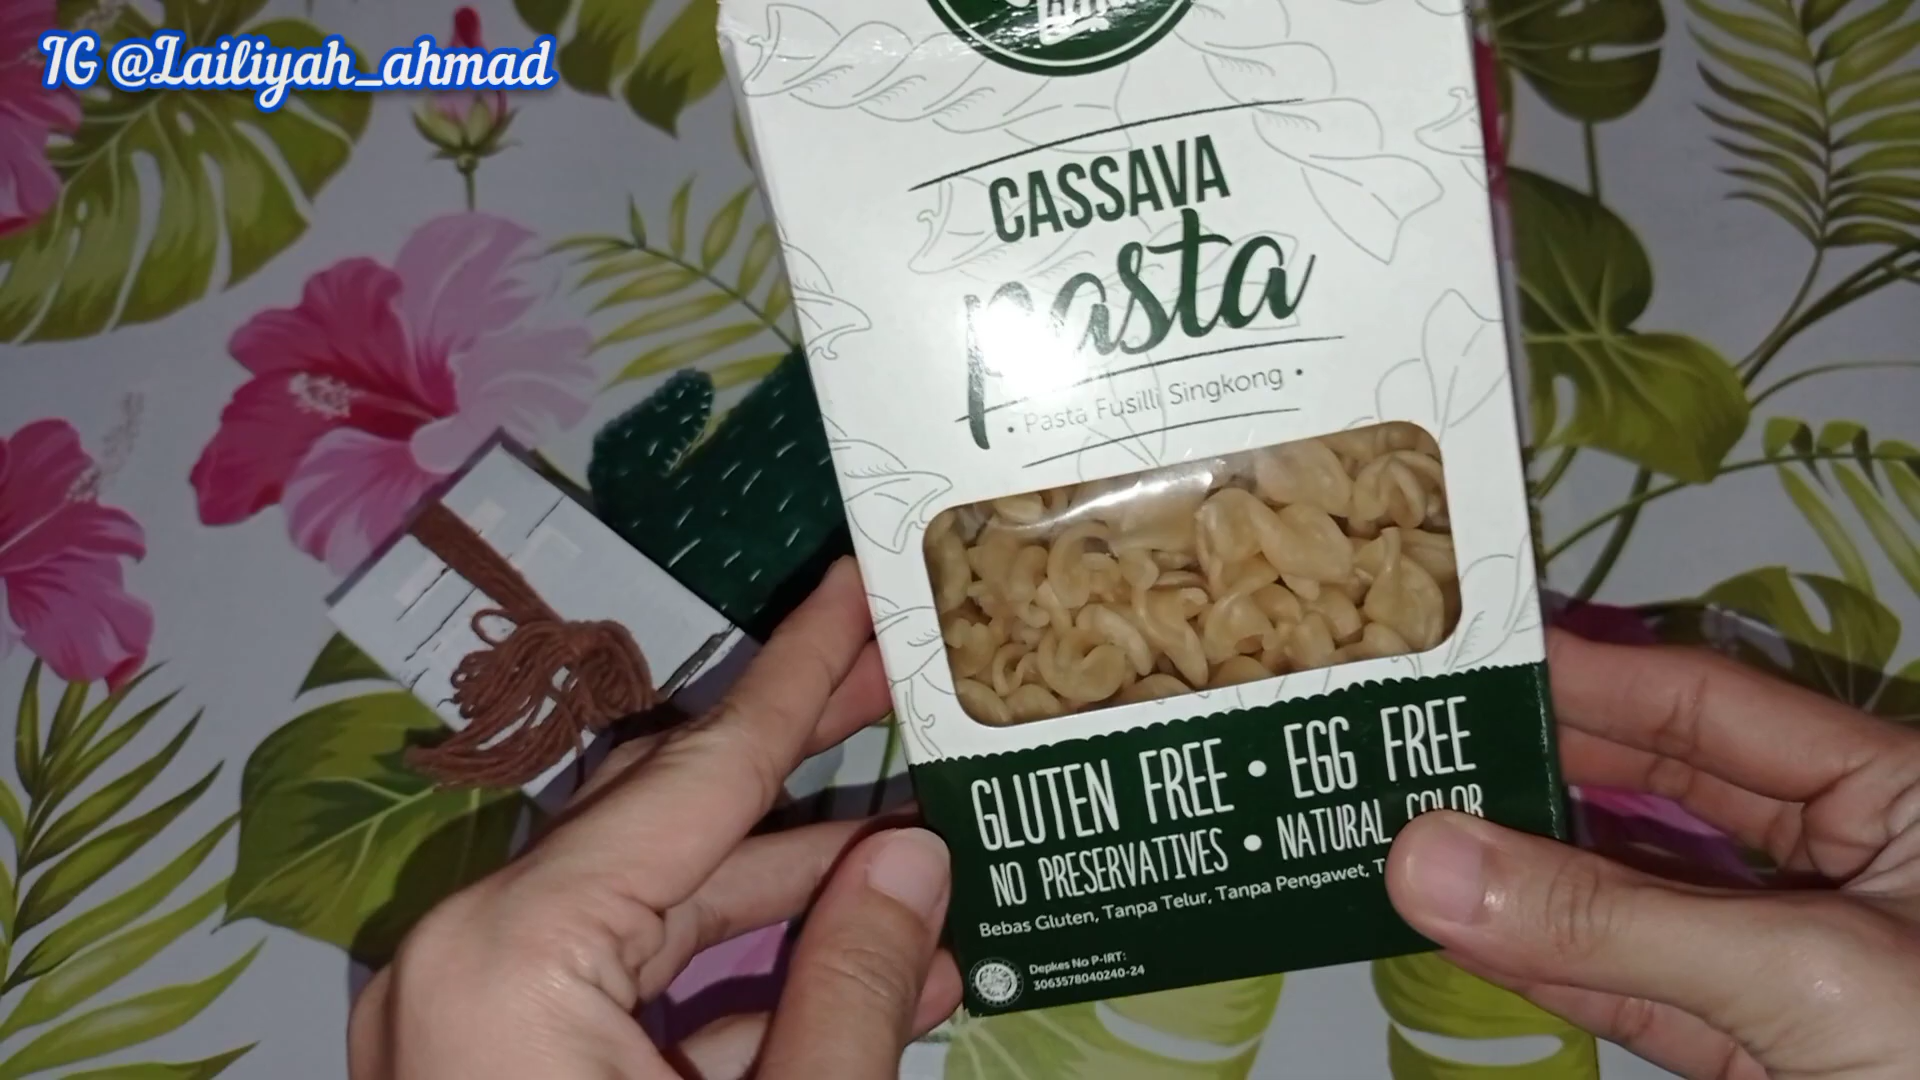 IG @Lailiyah_ahmad
CASSAVA
pasta
• Pasta Fusilli Singkong •
GLUTEN FREE • EGG FREE
NO PRESERVATIVES • NATURAL COLOR
Bebas Gluten, Tanpa Telur, Tanpa Pengawet,
Depkes No P-IRT:
3063578040240-24